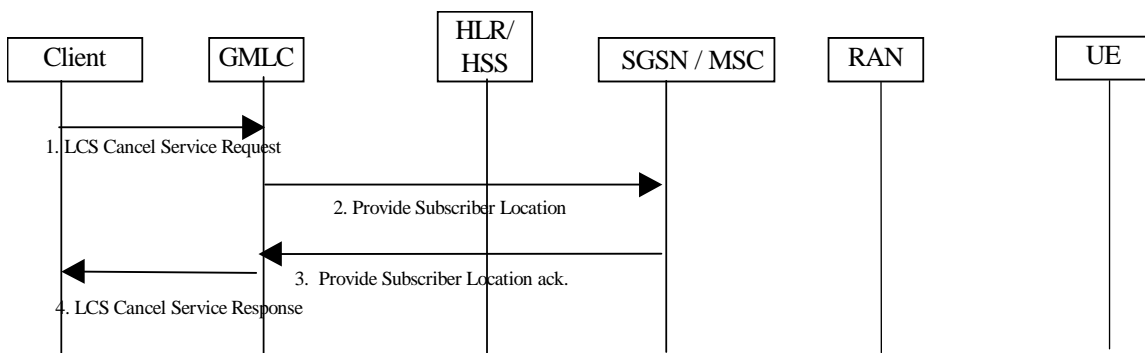 Client
GMLC
HLR/
HSS
SGSN / MSC
RAN
UE
1. LCS Cancel Service Request
2. Provide Subscriber Location
3. Provide Subscriber Location ack.
4. LCS Cancel Service Response